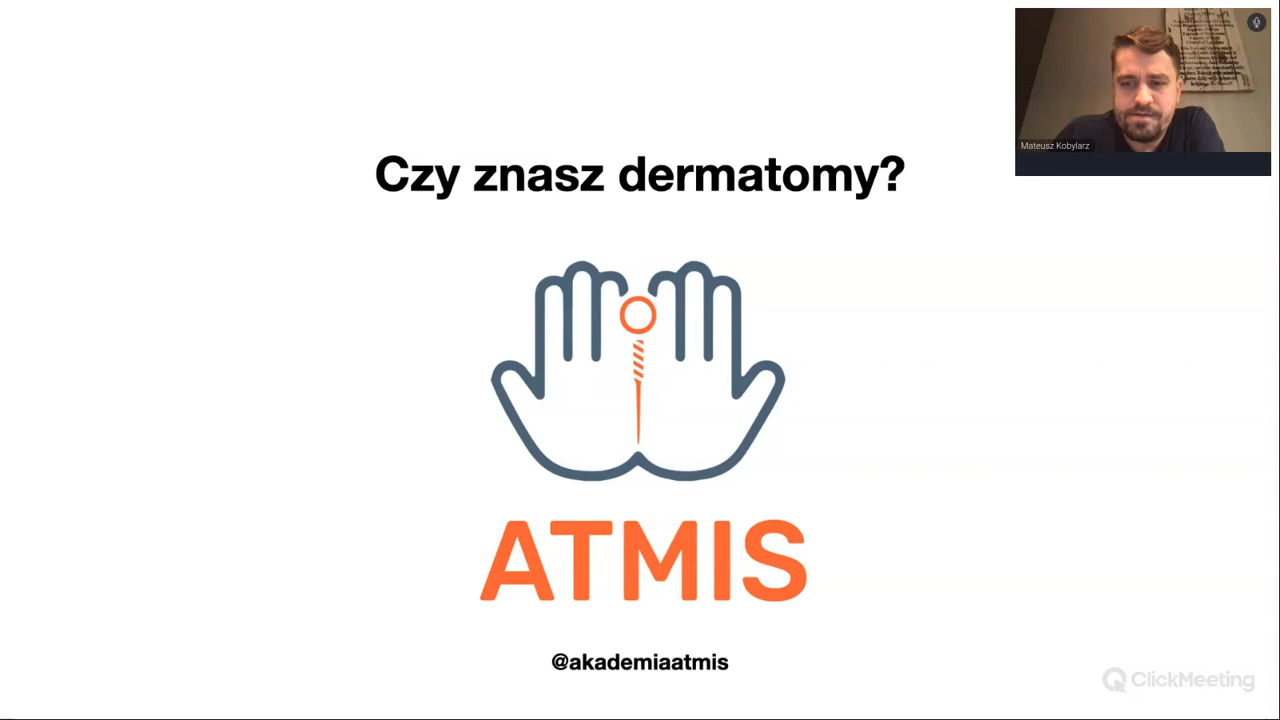 Czy znasz dermatomy?
Mateusz Kobylarz
ATMIS
@akademiaatmis
ClickMeeting